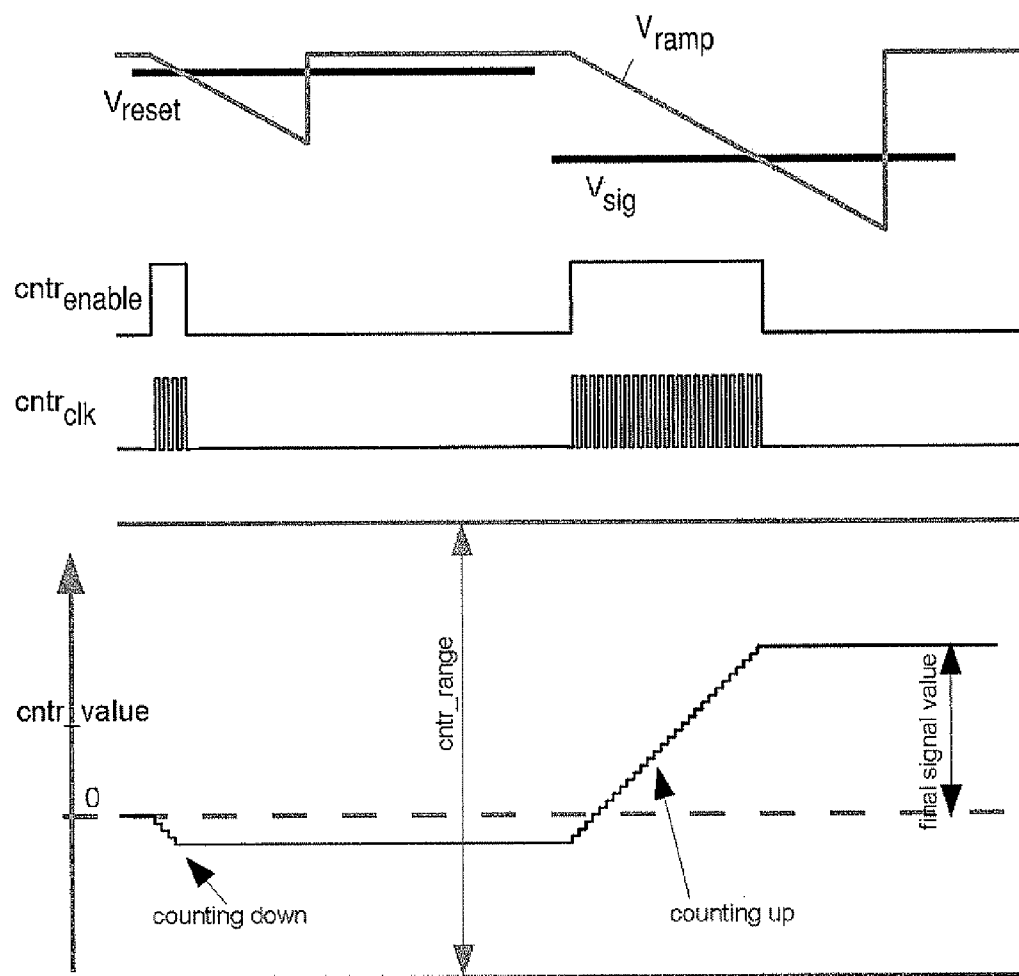 Vramp
Vreset
Vsig
cntrenable
cntrclk
cntr_range
cntr_value
final signal value
0
counting down
counting up